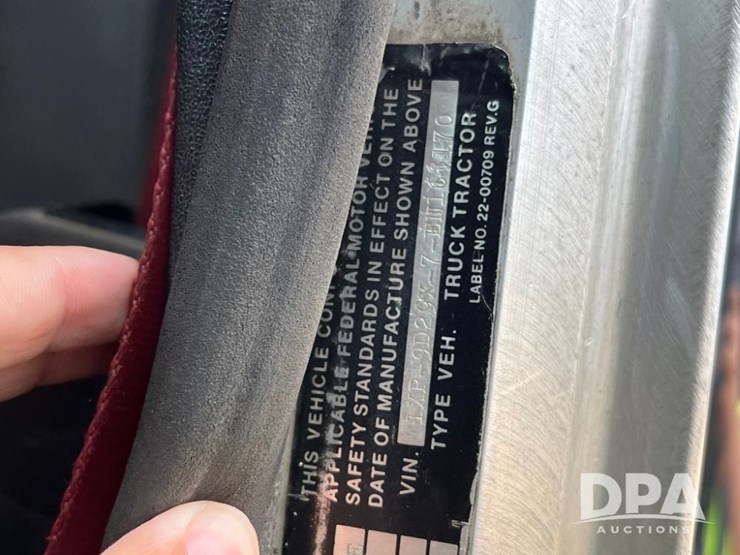 THIS VEHICLE
APPLICABLE FEDERAL MOTOR
SAFETY STANDARDS IN EFFECT ON THE
DATE OF MANUFACTURE SHOWN ABOVE
VIN.
TYPE VEH. TRUCK TRACTOR
LABEL NO. 22-00709 REV.G
DPA
AUCTIONS